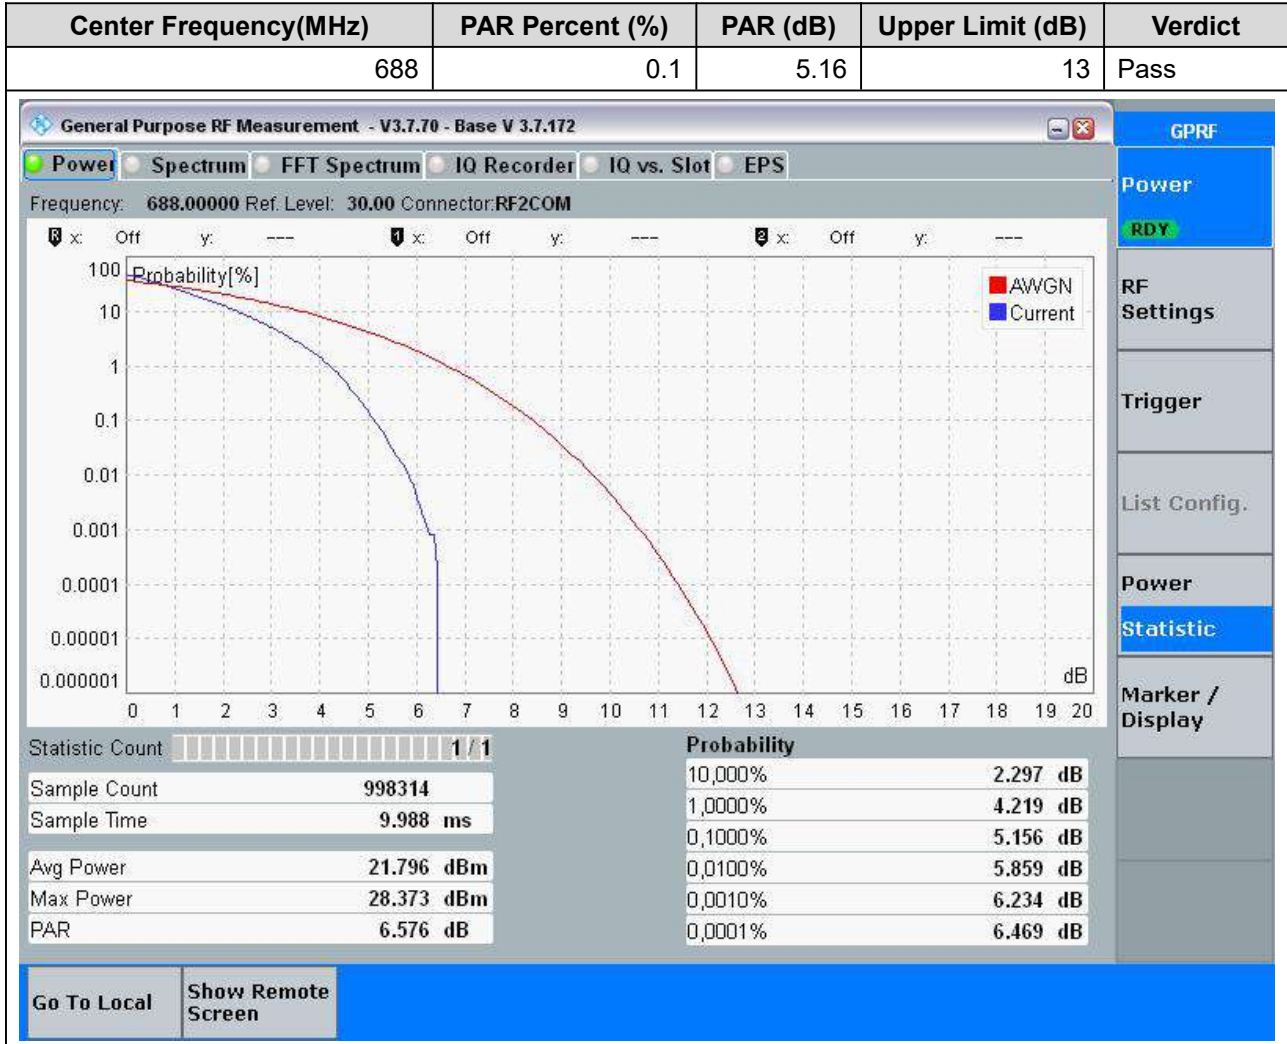 Center Frequency(MHz) PAR Percent (%) PAR (dB) Upper Limit (dB) Verdict
688 0.1 5.16 13 Pass
General Purpose RF Measurement - V3.7.70 - Base V 3.7.172
GPRF
Power Spectrum FFT Spectrum IQ Recorder IQ vs. Slot EPS
Power
RDY
Frequency: 688.00000 Ref. Level: 30.00 Connector:RF2COM
R x: Off y: --- 1 x: Off y: --- 2 x: Off y: ---
Probability[%]
AWGN
Current
100
10
1
0.1
0.01
0.001
0.0001
0.00001
0.000001
dB
0 1 2 3 4 5 6 7 8 9 10 11 12 13 14 15 16 17 18 19 20
RF
Settings
Trigger
List Config.
Power
Statistic
Marker /
Display
Statistic Count 1 / 1
Sample Count 998314
Sample Time 9.988 ms
Avg Power 21.796 dBm
Max Power 28.373 dBm
PAR 6.576 dB
Probability
10,000% 2.297 dB
1,0000% 4.219 dB
0,1000% 5.156 dB
0,0100% 5.859 dB
0,0010% 6.234 dB
0,0001% 6.469 dB
Go To Local
Show Remote
Screen